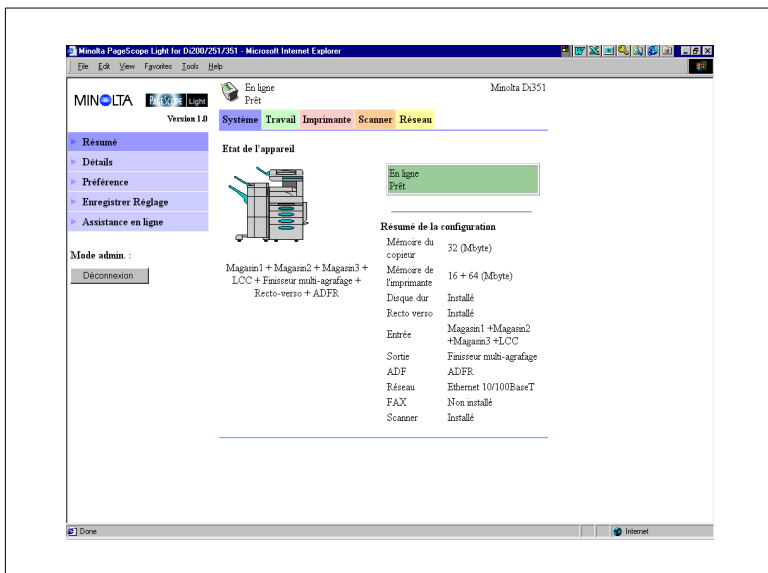 Minolta PageScope Light for Di200/251/351 - Microsoft Internet Explorer
File Edit View Favorites Tools Help
MINOLTA PAGESCOPE Light
Version 1.0
En ligne
Prêt
Minolta Di351
Système Travail Imprimante Scanner Réseau
Résumé
Détails
Préférence
Enregistrer Réglage
Assistance en ligne
Mode admin. :
Déconnexion
Etat de l'appareil
Magasin1 + Magasin2 + Magasin3 +
LCC + Finisseur multi-agrafage +
Recto-verso + ADFR
En ligne
Prêt
Résumé de la configuration
Mémoire du
copieur
32 (Mbyte)
Mémoire de
l'imprimante
16 + 64 (Mbyte)
Disque dur Installé
Recto verso Installé
Entrée
Magasin1 +Magasin2
+Magasin3 +LCC
Sortie Finisseur multi-agrafage
ADF ADFR
Réseau Ethernet 10/100BaseT
FAX Non installé
Scanner Installé
Done
Internet